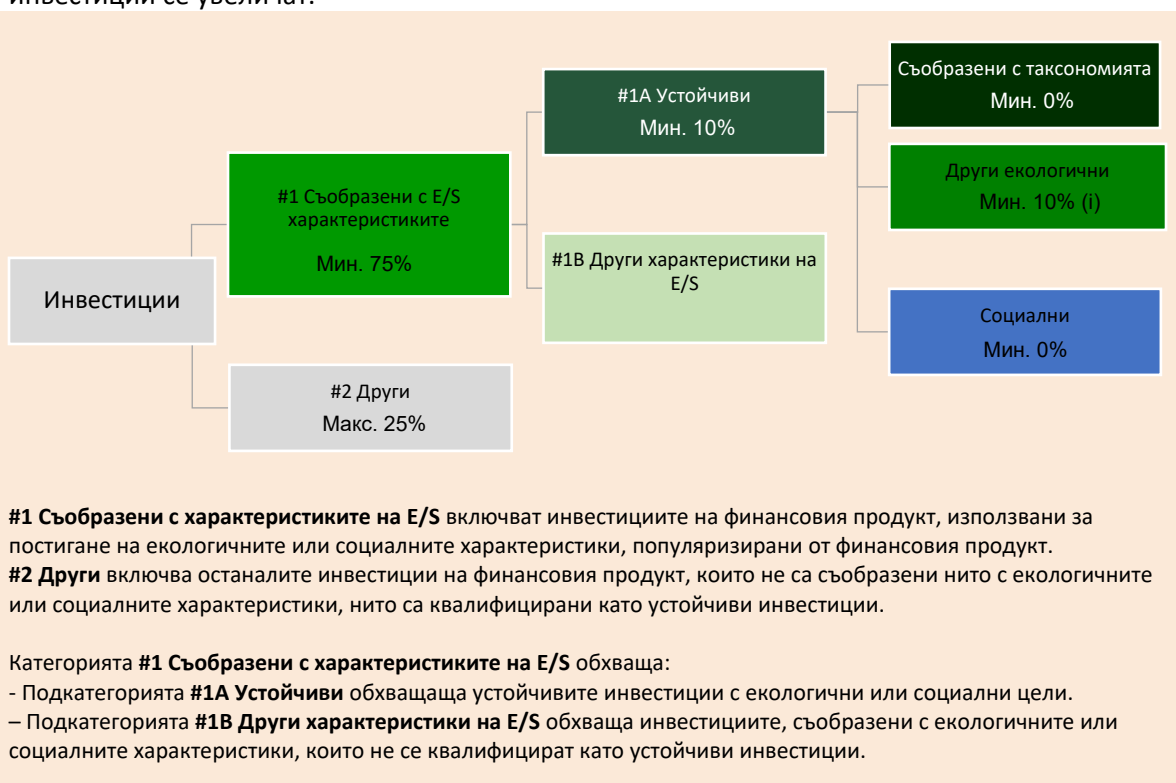 инвестиции се увеличат.
Съобразени с таксономията
Мин. 0%
#1A Устойчиви
Мин. 10%
Други екологични
Мин. 10% (i)
#1 Съобразени с E/S
характеристиките
Мин. 75%
#1B Други характеристики на
E/S
Инвестиции
Социални
Мин. 0%
#2 Други
Макс. 25%
#1 Съобразени с характеристиките на E/S включват инвестициите на финансовия продукт, използвани за
постигане на екологичните или социалните характеристики, популяризирани от финансовия продукт.
#2 Други включва останалите инвестиции на финансовия продукт, които не са съобразени нито с екологичните
или социалните характеристики, нито са квалифицирани като устойчиви инвестиции.
Категорията #1 Съобразени с характеристиките на E/S обхваща:
- Подкатегорията #1A Устойчиви обхващаща устойчивите инвестиции с екологични или социални цели.
– Подкатегорията #1B Други характеристики на E/S обхваща инвестициите, съобразени с екологичните или
социалните характеристики, които не се квалифицират като устойчиви инвестиции.